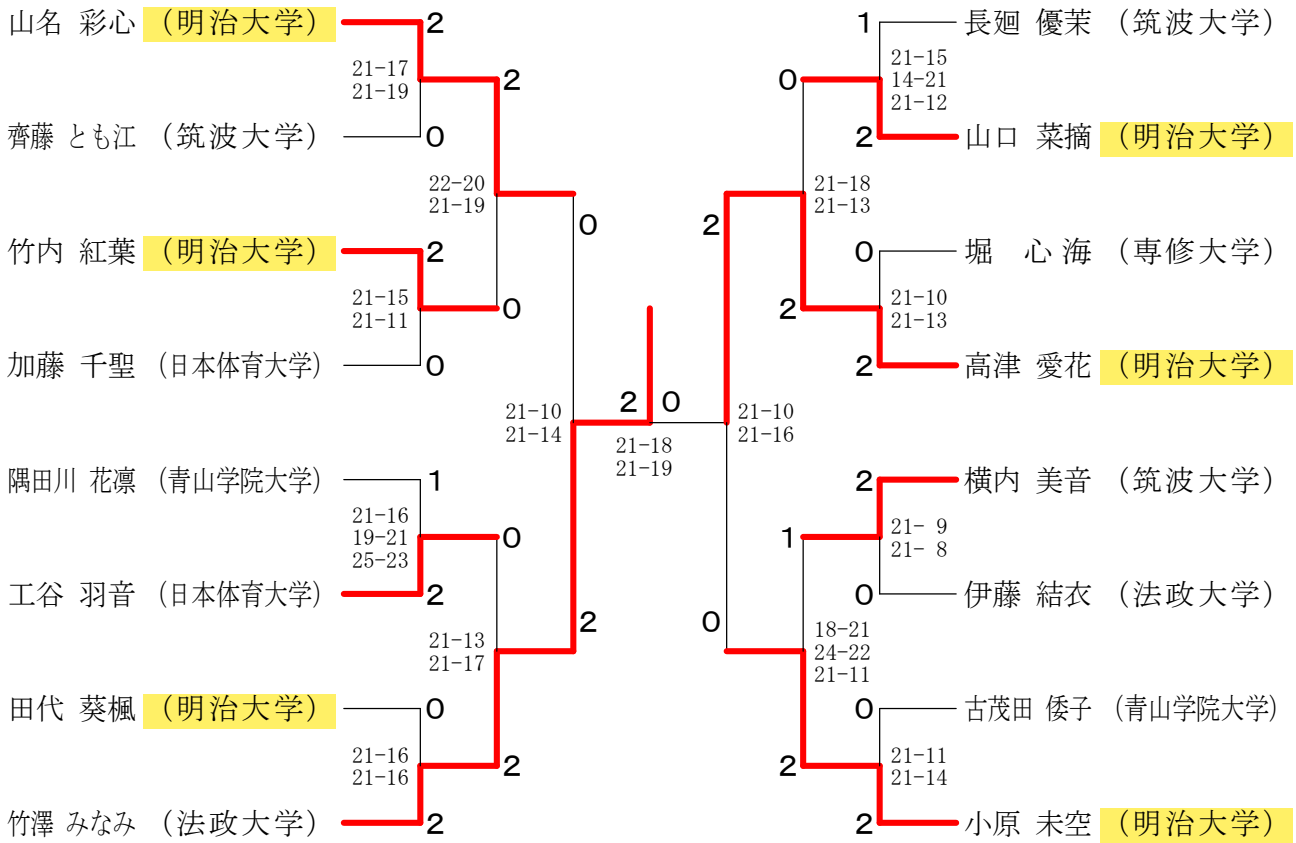 山名 彩心 (明治大学) 2
21-17
21-19
2
齊藤 とも江 (筑波大学) 0
22-20
21-19
0
竹内 紅葉 (明治大学) 2
21-15
21-11
0
加藤 千聖 (日本体育大学) 0
21-10
21-14
隅田川 花凛 (青山学院大学) 1
21-16
19-21
25-23
0
工谷 羽音 (日本体育大学) 2
21-13
21-17
2
田代 葵楓 (明治大学) 0
21-16
21-16
2
竹澤 みなみ (法政大学) 2
2 0
21-18
21-19
1 長廻 優茉 (筑波大学)
21-15
14-21
21-12
0
2 山口 菜摘 (明治大学)
21-18
21-13
2
0 堀 心海 (専修大学)
21-10
21-13
2
2 高津 愛花 (明治大学)
21-10
21-16
2 横内 美音 (筑波大学)
21- 9
21- 8
1
0 伊藤 結衣 (法政大学)
18-21
24-22
21-11
0
0 古茂田 倭子 (青山学院大学)
21-11
21-14
2
2 小原 未空 (明治大学)